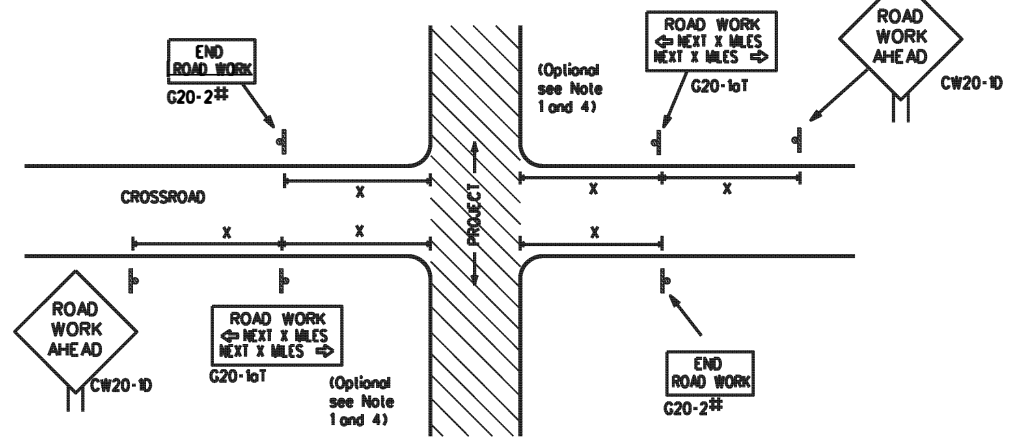 ROAD
WORK
AHEAD
CW20-1D
ROAD WORK
⇦ NEXT X MILES
NEXT X MILES ⇨
G20-1aT
(Optional
see Note
1 and 4)
END
ROAD WORK
G20-2#
X
X
X
CROSSROAD
PROJECT
X
X
X
ROAD
WORK
AHEAD
CW20-1D
ROAD WORK
⇦ NEXT X MILES
NEXT X MILES ⇨
G20-1aT
(Optional
see Note
1 and 4)
END
ROAD WORK
G20-2#